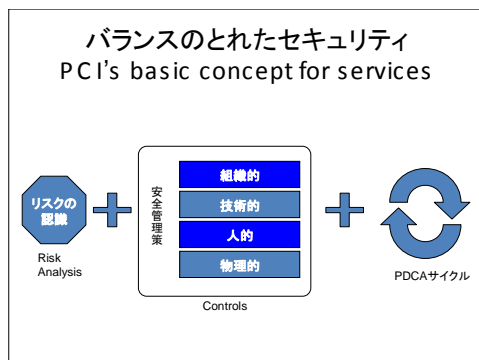 バランスのとれたセキュリティ
PCI's basic concept for services
リスクの
認識
Risk
Analysis
安全管理策
組織的
技術的
人的
物理的
Controls
PDCAサイクル